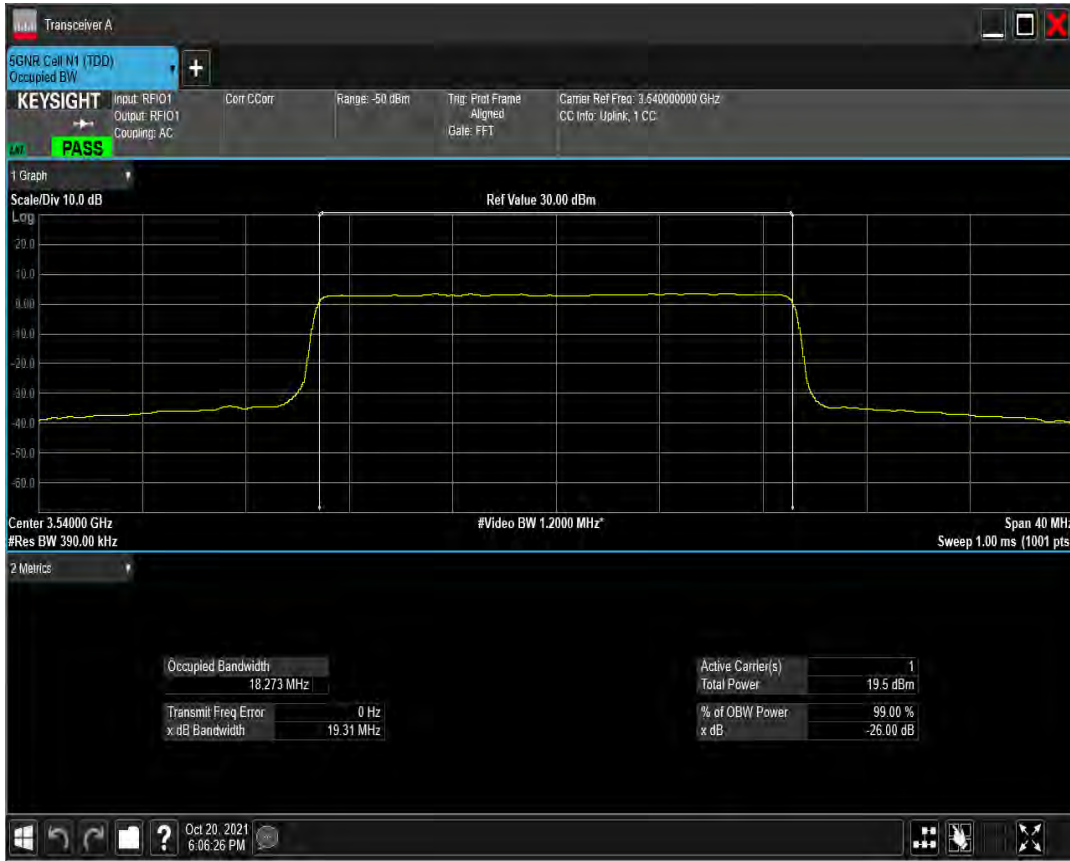 Transceiver A
5GNR Cell N1 (TDD)
Occupied BW
KEYSIGHT
Input: RFIO1
Output: RFIO1
Coupling: AC
Corr CCorr
Range: -50 dBm
Trig: Prot Frame
Aligned
Gate: FFT
Carrier Ref Freq: 3.540000000 GHz
CC Info: Uplink, 1 CC
PASS
1 Graph
Scale/Div 10.0 dB
Ref Value 30.00 dBm
Log
20.0
10.0
0.00
-10.0
-20.0
-30.0
-40.0
-50.0
-60.0
Center 3.54000 GHz
#Video BW 1.2000 MHz*
Span 40 MHz
#Res BW 390.00 kHz
Sweep 1.00 ms (1001 pts
2 Metrics
Occupied Bandwidth
18.273 MHz
Transmit Freq Error 0 Hz
x dB Bandwidth 19.31 MHz
Active Carrier(s) 1
Total Power 19.5 dBm
% of OBW Power 99.00 %
x dB -26.00 dB
?
Oct 20, 2021
6:06:26 PM